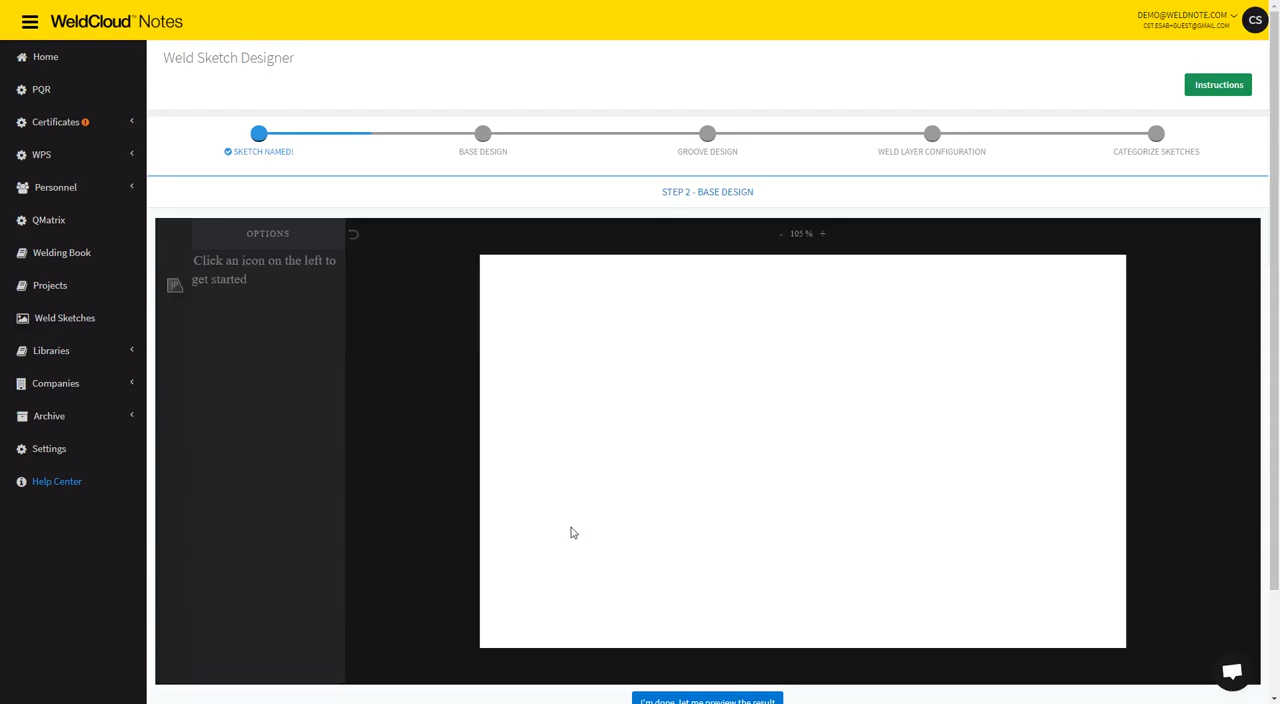 WeldCloud™ Notes
DEMO@WELDNOTE.COM
CST.ESAB+GUEST@GMAIL.COM
CS
Home
PQR
Certificates
WPS
Personnel
QMatrix
Welding Book
Projects
Weld Sketches
Libraries
Companies
Archive
Settings
Help Center
Weld Sketch Designer
Instructions
SKETCH NAMED!
BASE DESIGN
GROOVE DESIGN
WELD LAYER CONFIGURATION
CATEGORIZE SKETCHES
STEP 2 - BASE DESIGN
OPTIONS
- 105 % +
Click an icon on the left to
get started
JP
I'm done, let me preview the result